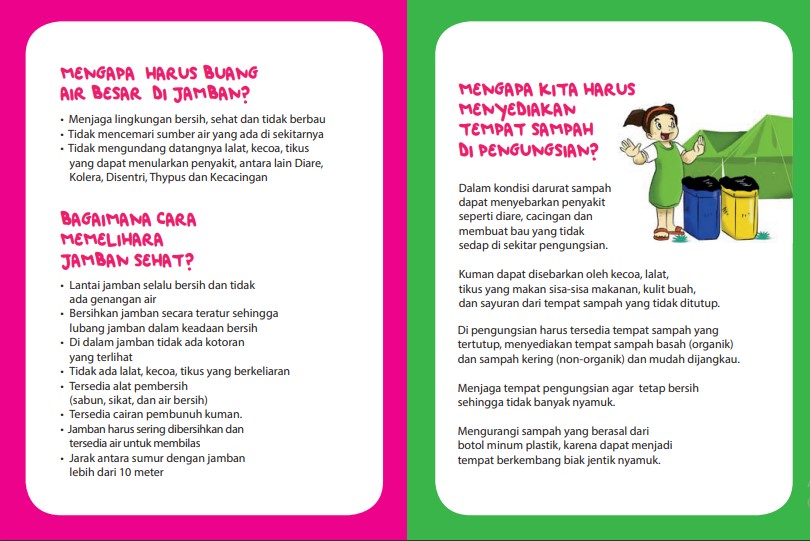 MENGAPA HARUS BUANG
AIR BESAR DI JAMBAN?
• Menjaga lingkungan bersih, sehat dan tidak berbau
• Tidak mencemari sumber air yang ada di sekitarnya
• Tidak mengundang datangnya lalat, kecoa, tikus
yang dapat menularkan penyakit, antara lain Diare,
Kolera, Disentri, Thypus dan Kecacingan
BAGAIMANA CARA
MEMELIHARA
JAMBAN SEHAT?
• Lantai jamban selalu bersih dan tidak
ada genangan air
• Bersihkan jamban secara teratur sehingga
lubang jamban dalam keadaan bersih
• Di dalam jamban tidak ada kotoran
yang terlihat
• Tidak ada lalat, kecoa, tikus yang berkeliaran
• Tersedia alat pembersih
(sabun, sikat, dan air bersih)
• Tersedia cairan pembunuh kuman.
• Jamban harus sering dibersihkan dan
tersedia air untuk membilas
• Jarak antara sumur dengan jamban
lebih dari 10 meter
MENGAPA KITA HARUS
MENYEDIAKAN
TEMPAT SAMPAH
DI PENGUNGSIAN?
Dalam kondisi darurat sampah
dapat menyebarkan penyakit
seperti diare, cacingan dan
membuat bau yang tidak
sedap di sekitar pengungsian.
Kuman dapat disebarkan oleh kecoa, lalat,
tikus yang makan sisa-sisa makanan, kulit buah,
dan sayuran dari tempat sampah yang tidak ditutup.
Di pengungsian harus tersedia tempat sampah yang
tertutup, menyediakan tempat sampah basah (organik)
dan sampah kering (non-organik) dan mudah dijangkau.
Menjaga tempat pengungsian agar tetap bersih
sehingga tidak banyak nyamuk.
Mengurangi sampah yang berasal dari
botol minum plastik, karena dapat menjadi
tempat berkembang biak jentik nyamuk.